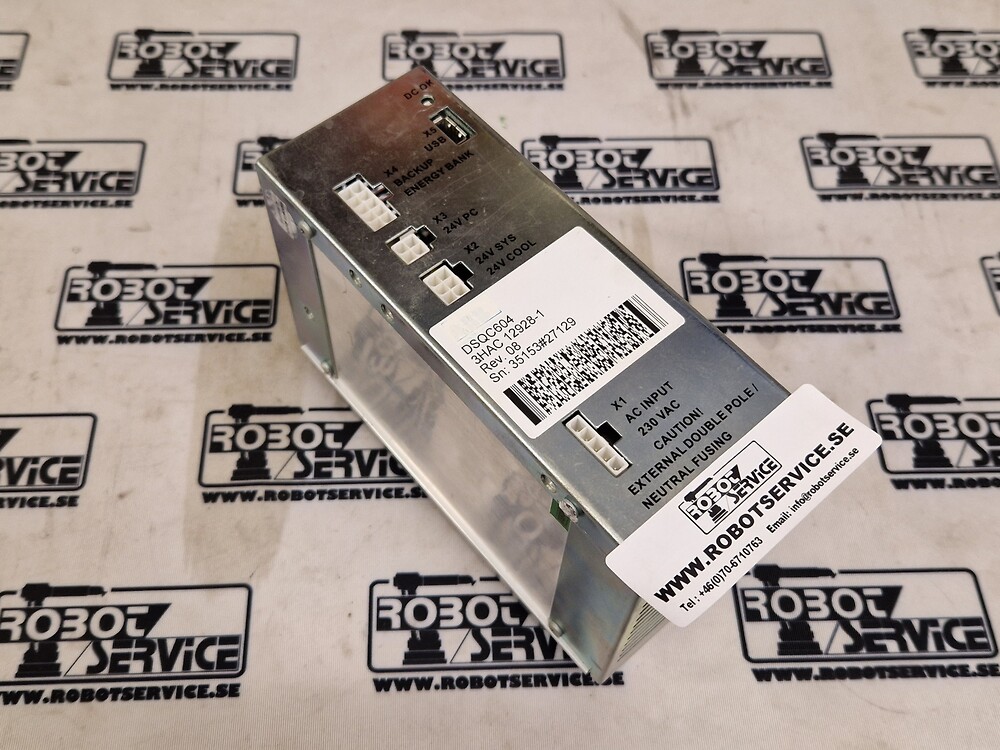 DC OK
X5
USB
X4
BACKUP
ENERGY BANK
X3
24V PC
X2
24V SYS
24V COOL
DSQC604
3HAC 12928-1
Rev. 08
Sn: 35153#27129
X1
AC INPUT
230 VAC
CAUTION!
EXTERNAL DOUBLE POLE /
NEUTRAL FUSING
ROBOT
SERVICE
WWW.ROBOTSERVICE.SE
Tel : +46(0)70-6710763 Email: info@robotservice.se
ROBOT
SERVICE
WWW.ROBOTSERVICE.SE